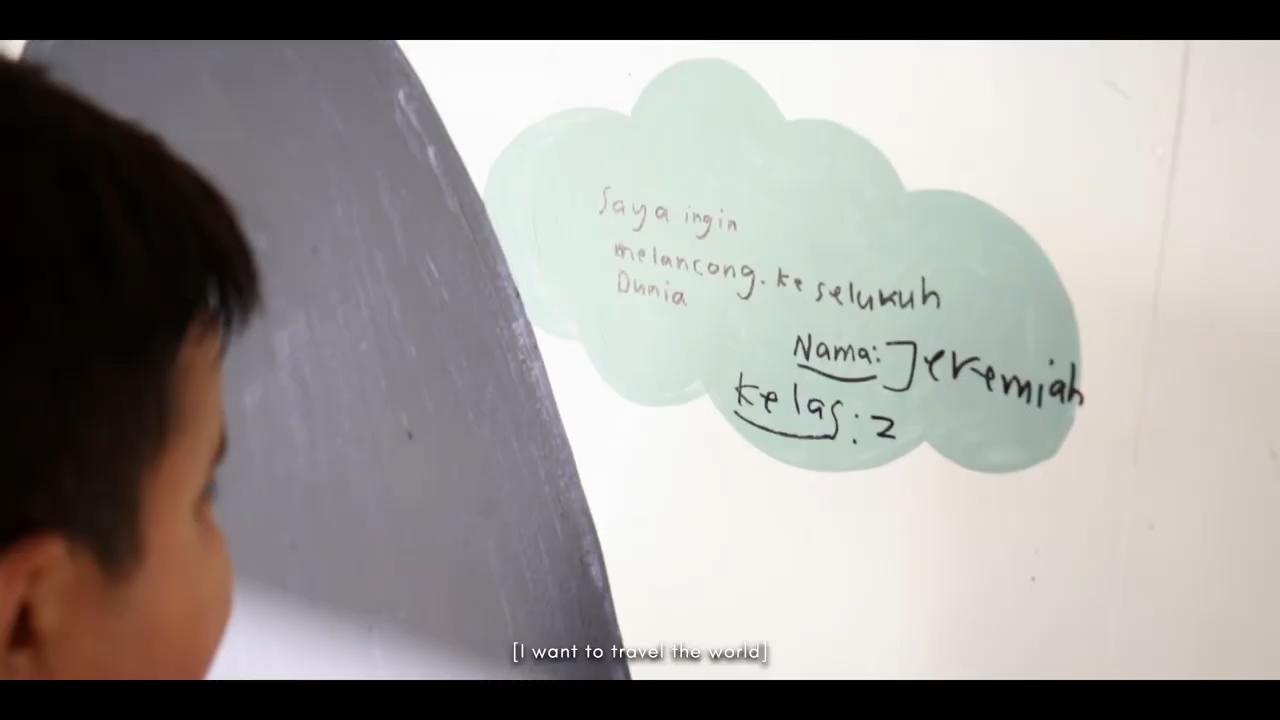 Saya ingin
melancong. ke selukuh
Dunia
Nama: Jeremiah
Kelas: 2
[I want to travel the world]